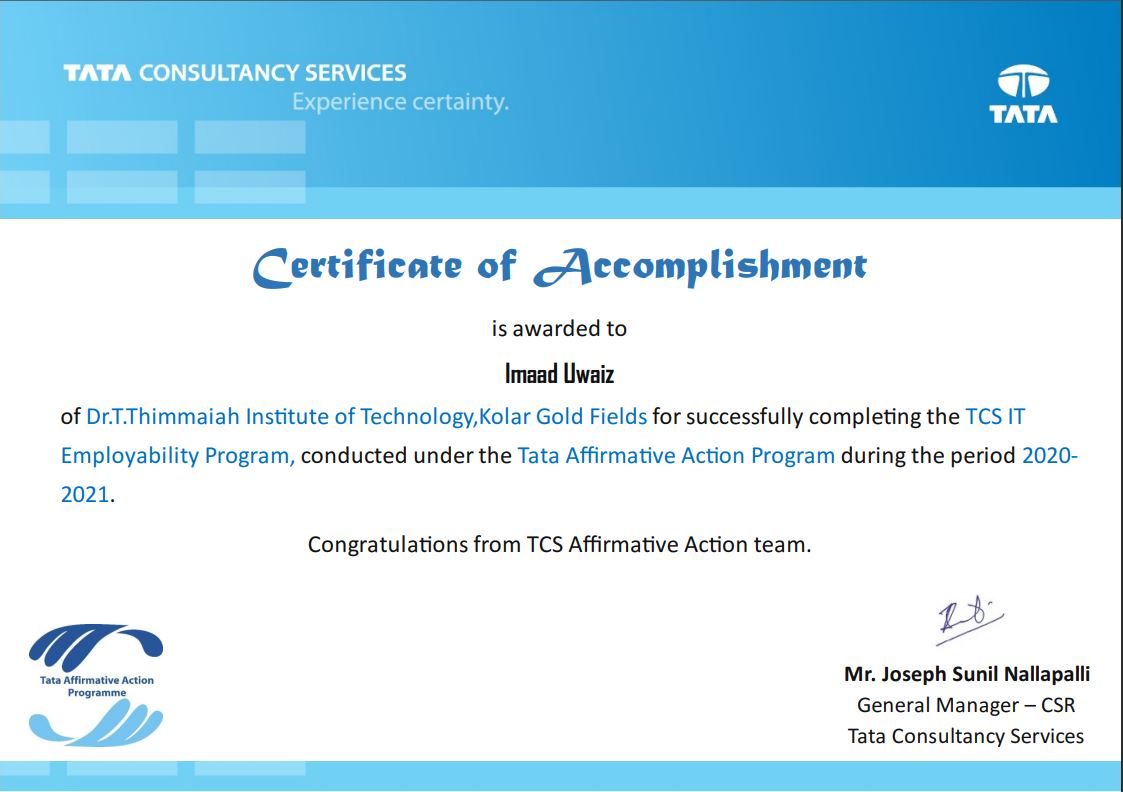 TATA CONSULTANCY SERVICES
Experience certainty.
TATA
Certificate of Accomplishment
is awarded to
Imaad Uwaiz
of Dr.T.Thimmaiah Institute of Technology,Kolar Gold Fields for successfully completing the TCS IT
Employability Program, conducted under the Tata Affirmative Action Program during the period 2020-
2021.
Congratulations from TCS Affirmative Action team.
Tata Affirmative Action
Programme
Mr. Joseph Sunil Nallapalli
General Manager – CSR
Tata Consultancy Services